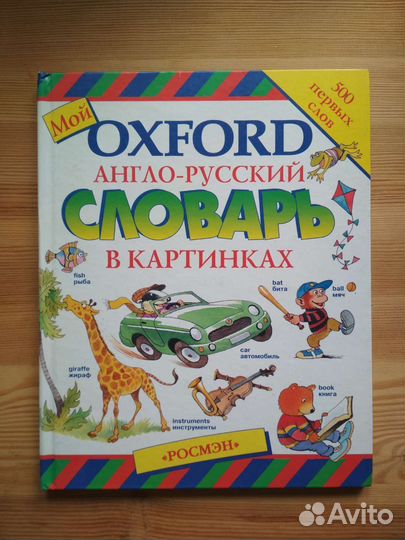 Мой
500
первых
слов
OXFORD
АНГЛО-РУССКИЙ
СЛОВАРЬ
В КАРТИНКАХ
fish
рыба
bat
бита
ball
мяч
giraffe
жираф
car
автомобиль
book
книга
instruments
инструменты
«РОСМЭН»
Avito